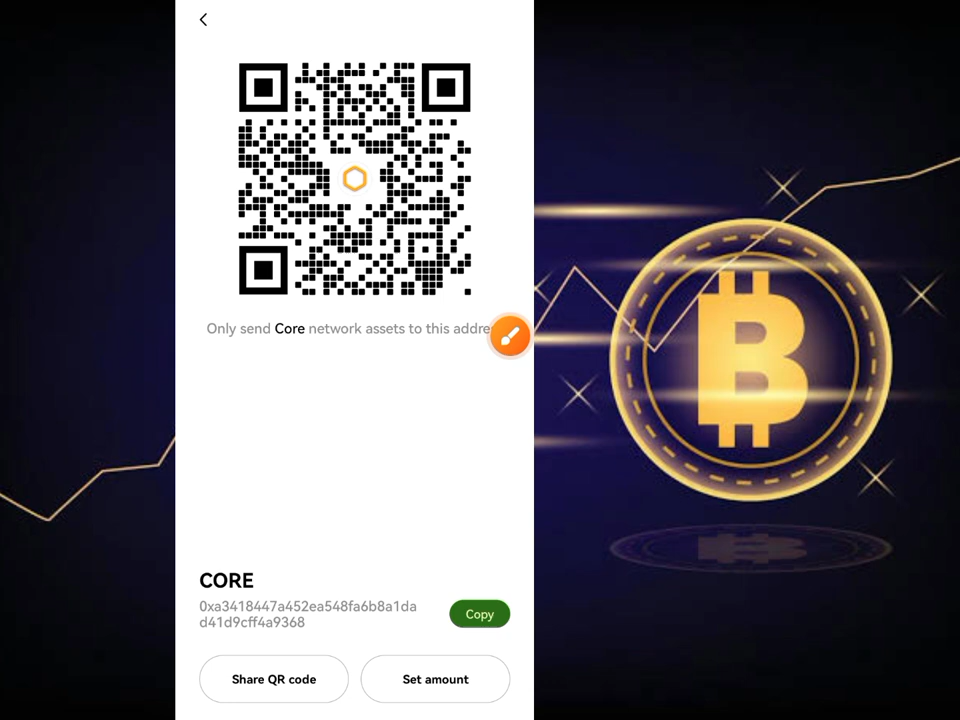 Only send Core network assets to this addre
CORE
0xa3418447a452ea548fa6b8a1da
d41d9cff4a9368
Copy
Share QR code
Set amount